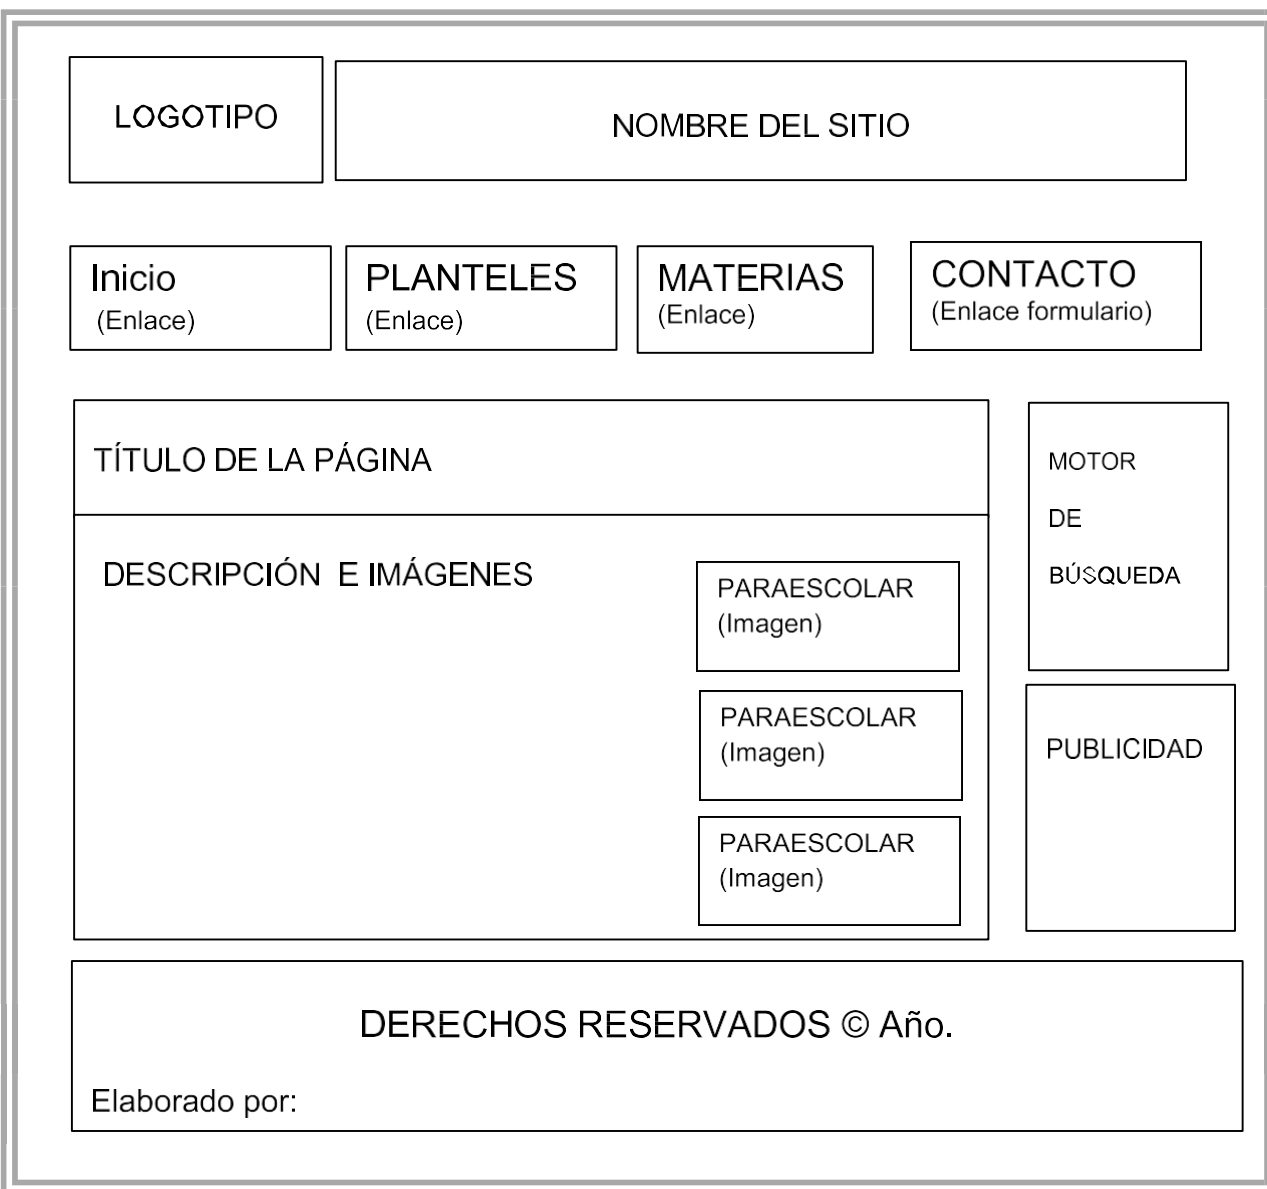 LOGOTIPO
NOMBRE DEL SITIO
Inicio
(Enlace)
PLANTELES
(Enlace)
MATERIAS
(Enlace)
CONTACTO
(Enlace formulario)
TÍTULO DE LA PÁGINA
DESCRIPCIÓN E IMÁGENES
PARAESCOLAR
(Imagen)
PARAESCOLAR
(Imagen)
PARAESCOLAR
(Imagen)
MOTOR
DE
BÚSQUEDA
PUBLICIDAD
DERECHOS RESERVADOS © Año.
Elaborado por: